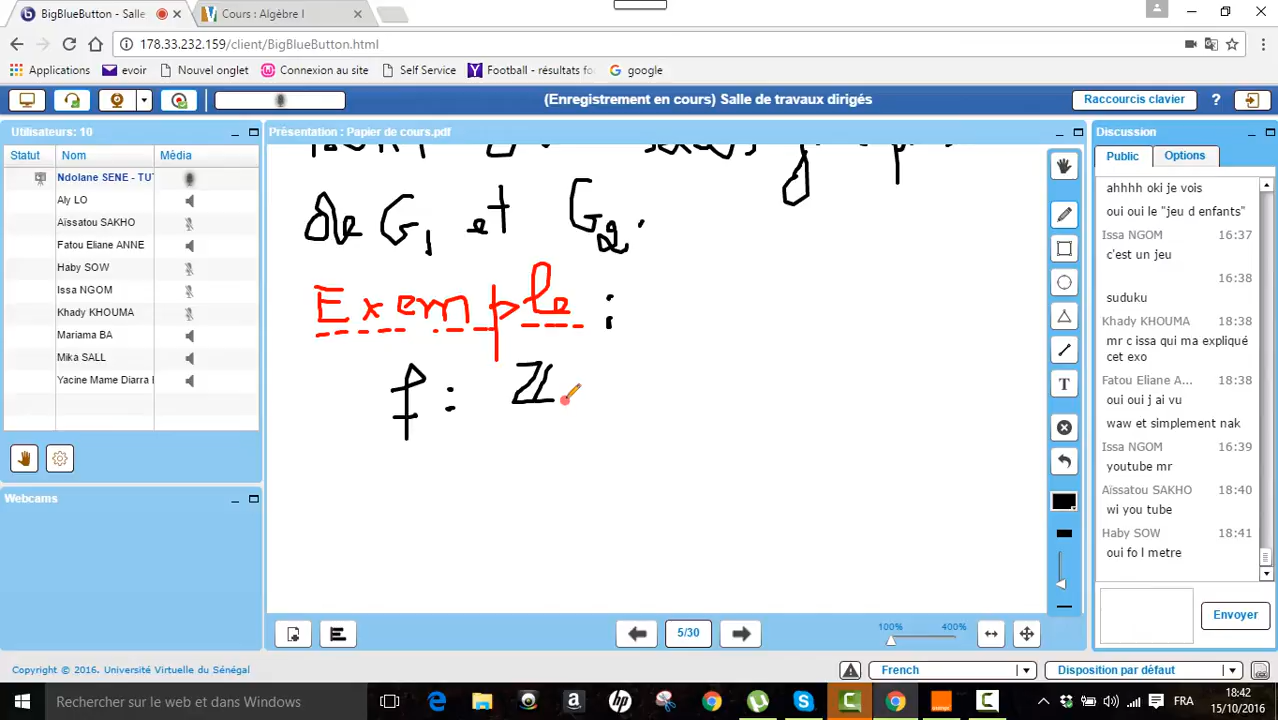 BigBlueButton - Salle
Cours : Algèbre I
178.33.232.159/client/BigBlueButton.html
Applications
evoir
Nouvel onglet
Connexion au site
Self Service
Football - résultats fo
google
(Enregistrement en cours) Salle de travaux dirigés
Raccourcis clavier
?
Utilisateurs: 10
Statut Nom Média
Ndolane SENE - TUT
Aly LO
Aïssatou SAKHO
Fatou Eliane ANNE
Haby SOW
Issa NGOM
Khady KHOUMA
Mariama BA
Mika SALL
Yacine Mame Diarra
Webcams
Présentation : Papier de cours.pdf
de G1 et G2.
Exemple :
f : ℤ
T
5/30
100%
400%
Discussion
Public
Options
ahhhh oki je vois
oui oui le "jeu d enfants"
Issa NGOM 16:37
c'est un jeu
16:38
suduku
Khady KHOUMA 18:38
mr c issa qui ma expliqué
cet exo
Fatou Eliane A... 18:38
oui oui j ai vu
waw et simplement nak
Issa NGOM 16:39
youtube mr
Aïssatou SAKHO 18:40
wi you tube
Haby SOW 18:41
oui fo l metre
Envoyer
Copyright © 2016. Université Virtuelle du Sénégal
French
Disposition par défaut
Rechercher sur le web et dans Windows
FRA
18:42
15/10/2016